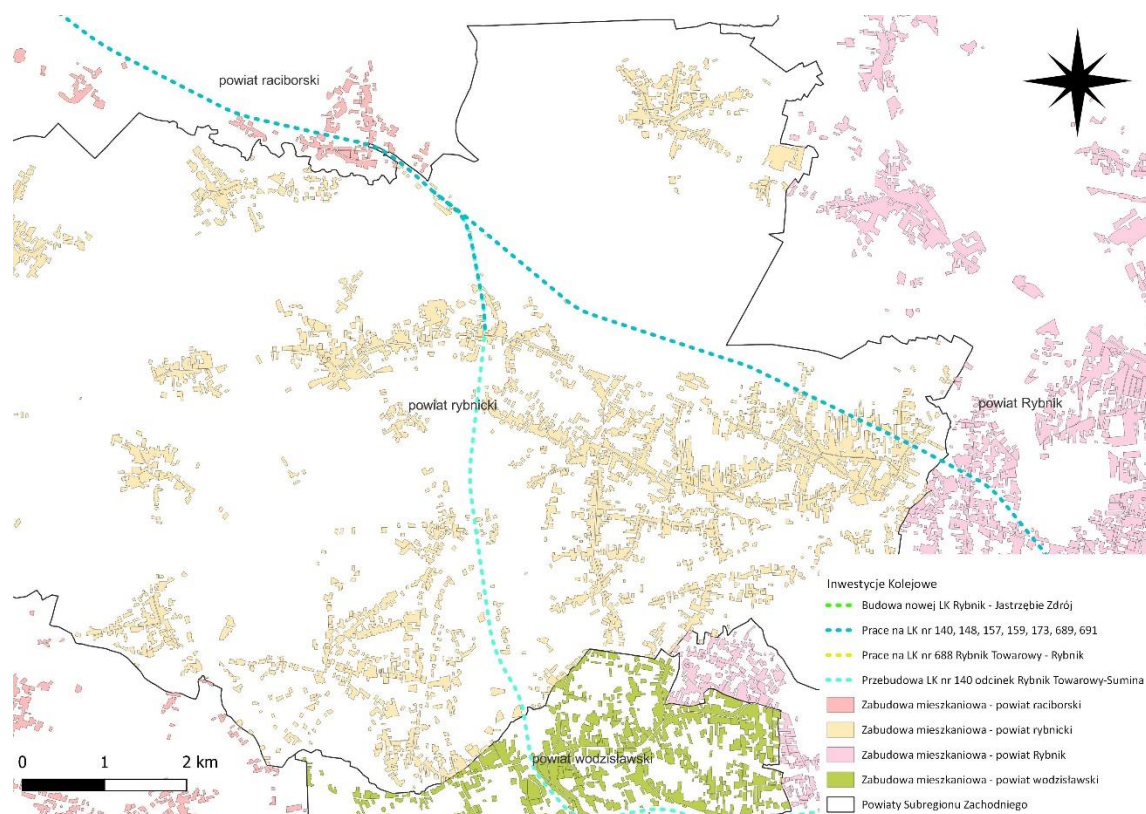 powiat raciborski
powiat rybnicki
powiat Rybnik
powiat wodzisławski
Inwestycje Kolejowe
Budowa nowej LK Rybnik - Jastrzębie Zdrój
Prace na LK nr 140, 148, 157, 159, 173, 689, 691
Prace na LK nr 688 Rybnik Towarowy - Rybnik
Przebudowa LK nr 140 odcinek Rybnik Towarowy-Sumina
Zabudowa mieszkaniowa - powiat raciborski
Zabudowa mieszkaniowa - powiat rybnicki
Zabudowa mieszkaniowa - powiat Rybnik
Zabudowa mieszkaniowa - powiat wodzisławski
Powiaty Subregionu Zachodniego
0 1 2 km